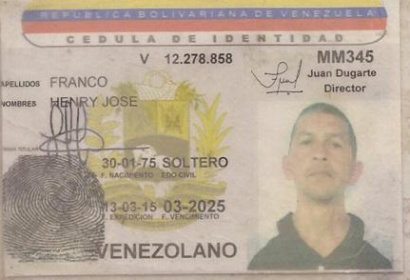 REPUBLICA BOLIVARIANA DE VENEZUELA
CEDULA DE IDENTIDAD
V 12.278.858 MM345
Juan Dugarte
Director
APELLIDOS FRANCO
NOMBRES HENRY JOSE
TITULAR
30-01-75 SOLTERO
F. NACIMIENTO EDO CIVIL
13-03-15 03-2025
F. EXPEDICION F. VENCIMIENTO
VENEZOLANO